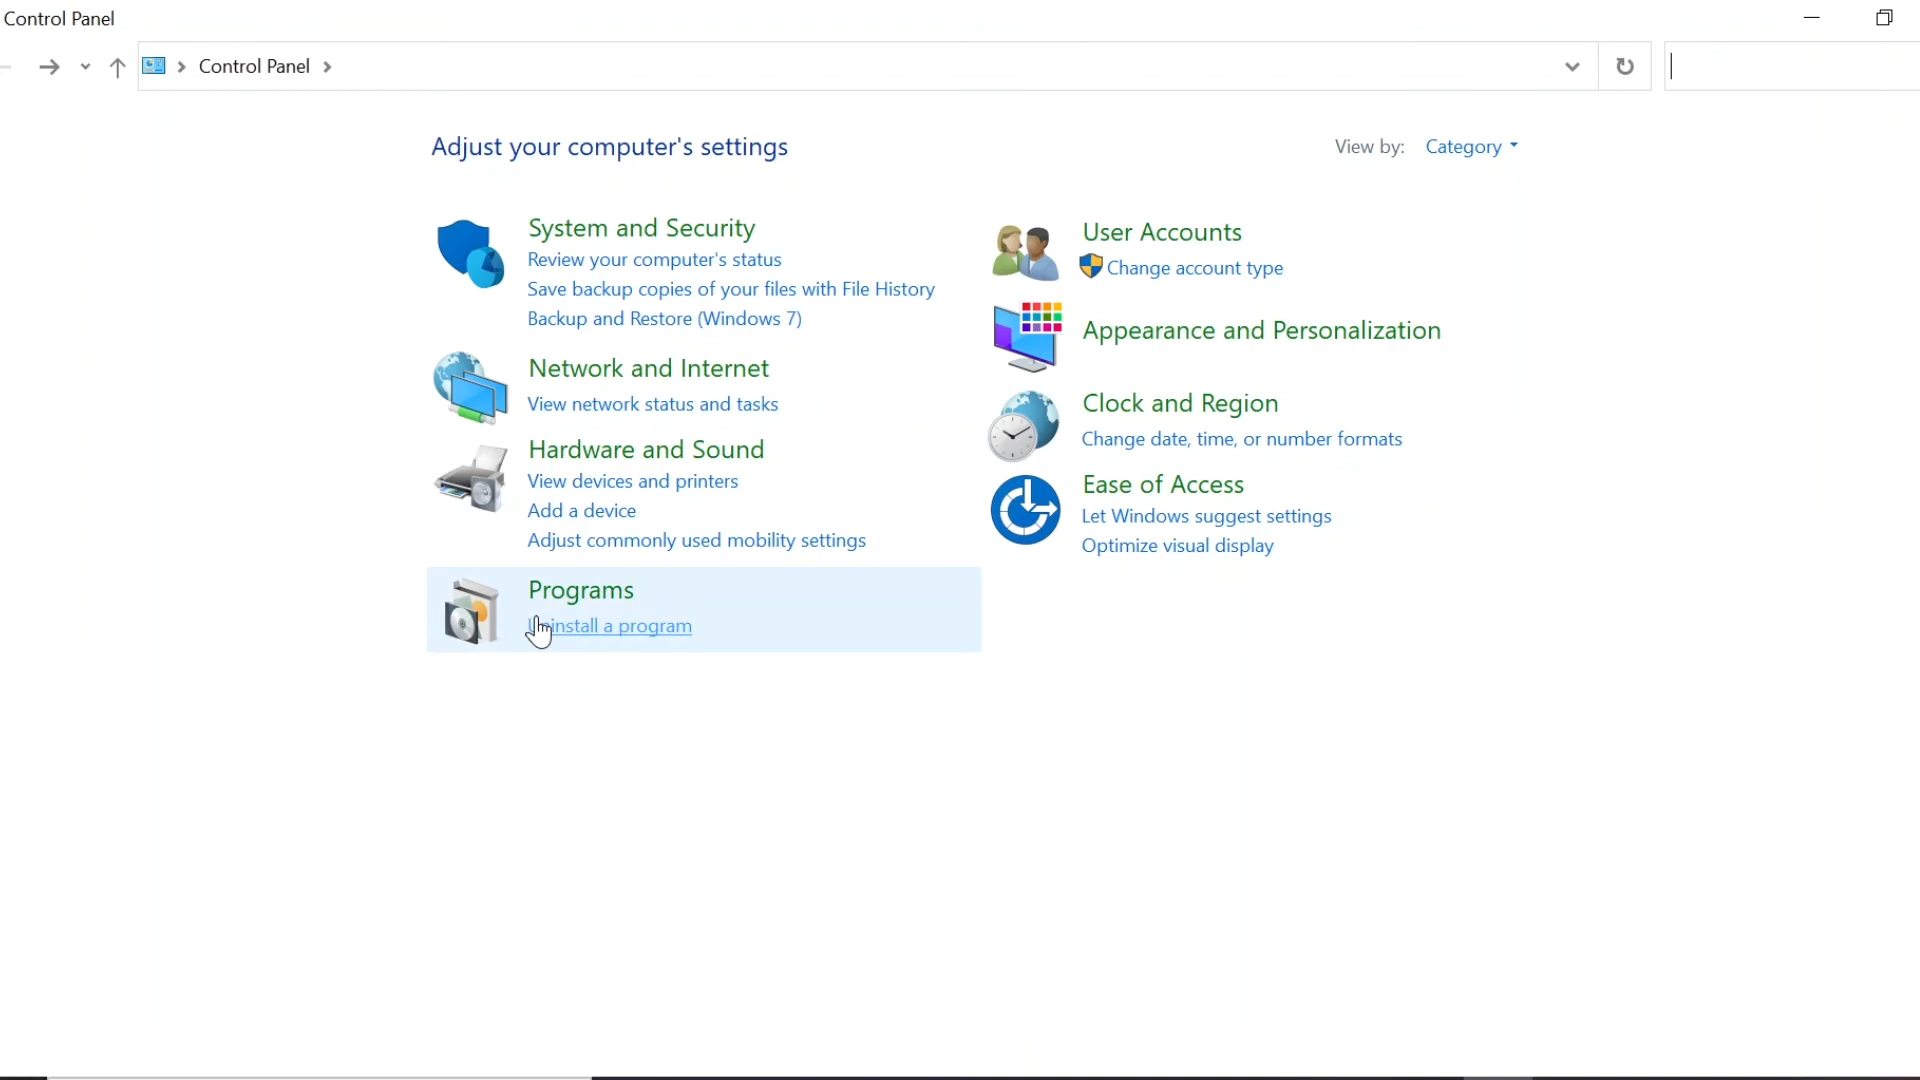 Control Panel
Control Panel
Adjust your computer's settings
View by: Category
System and Security
Review your computer's status
Save backup copies of your files with File History
Backup and Restore (Windows 7)
Network and Internet
View network status and tasks
Hardware and Sound
View devices and printers
Add a device
Adjust commonly used mobility settings
Programs
Uninstall a program
User Accounts
Change account type
Appearance and Personalization
Clock and Region
Change date, time, or number formats
Ease of Access
Let Windows suggest settings
Optimize visual display